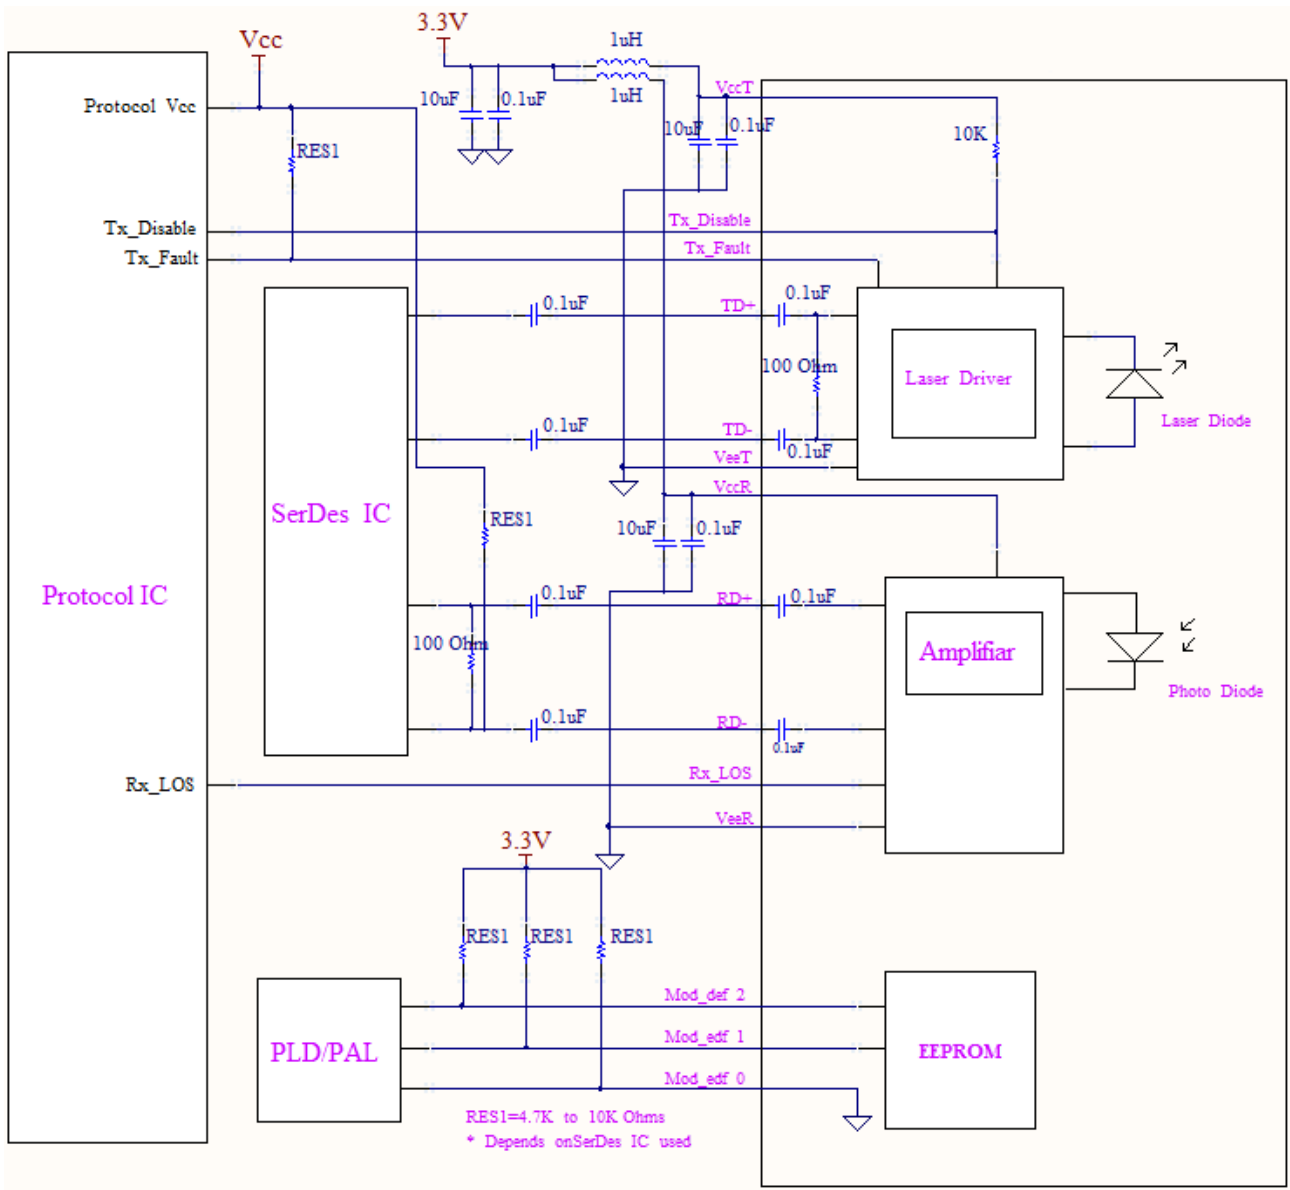 3.3V
Vcc
1uH
1uH
VccT
Protocol Vcc
10uF
0.1uF
10uF
0.1uF
10K
RES1
Tx_Disable
Tx_Disable
Tx_Fault
Tx_Fault
0.1uF
TD+
0.1uF
100 Ohm
Laser Driver
Laser Diode
0.1uF
TD-
0.1uF
VeeT
VccR
SerDes IC
RES1
10uF
0.1uF
Protocol IC
0.1uF
RD+
0.1uF
100 Ohm
Amplifiar
Photo Diode
0.1uF
RD-
0.1uF
Rx_LOS
Rx_LOS
VeeR
3.3V
RES1
RES1
RES1
Mod_def 2
PLD/PAL
Mod_edf 1
EEPROM
Mod_edf 0
RES1=4.7K to 10K Ohms
* Depends onSerDes IC used